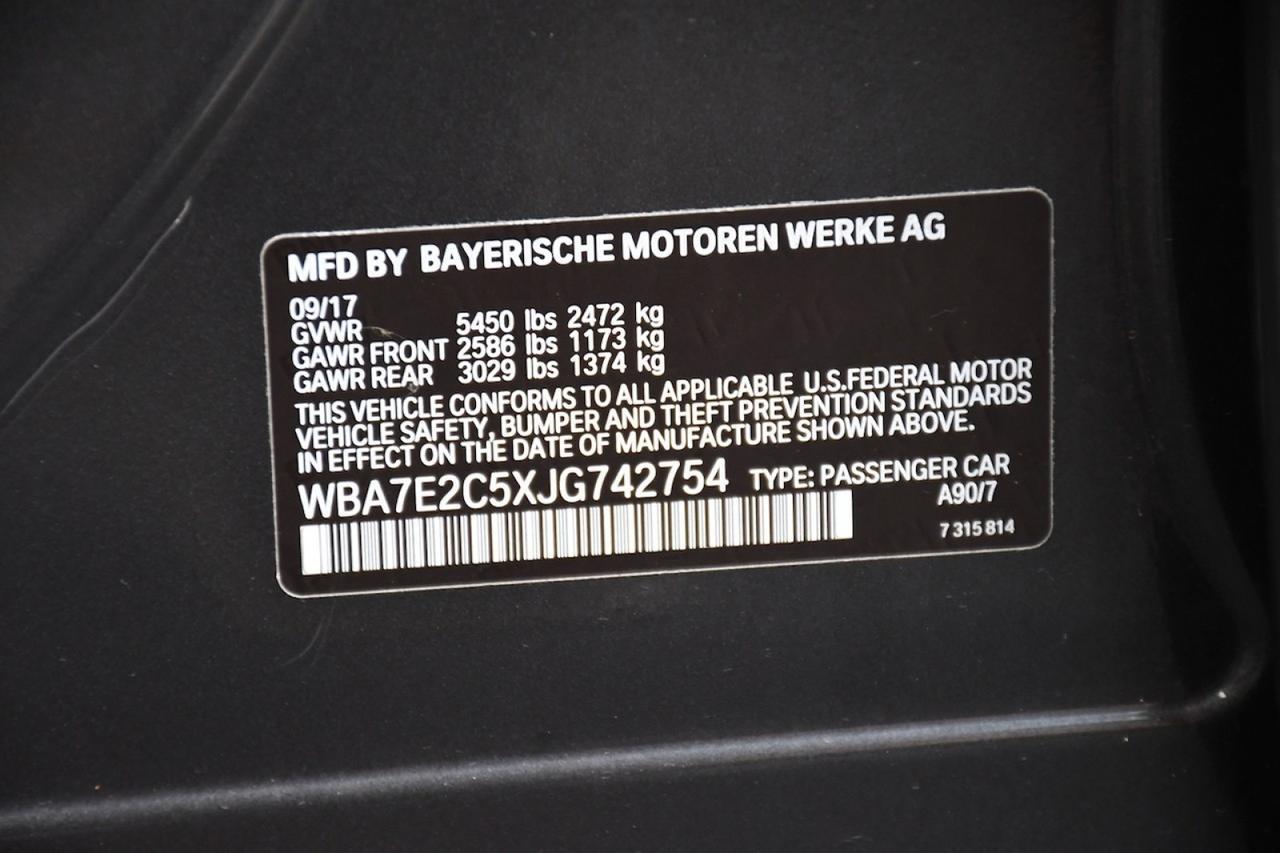 MFD BY BAYERISCHE MOTOREN WERKE AG
09/17
GVWR 5450 lbs 2472 kg
GAWR FRONT 2586 lbs 1173 kg
GAWR REAR 3029 lbs 1374 kg
THIS VEHICLE CONFORMS TO ALL APPLICABLE U.S.FEDERAL MOTOR
VEHICLE SAFETY, BUMPER AND THEFT PREVENTION STANDARDS
IN EFFECT ON THE DATE OF MANUFACTURE SHOWN ABOVE.
WBA7E2C5XJG742754 TYPE: PASSENGER CAR
A90/7
7 315 814